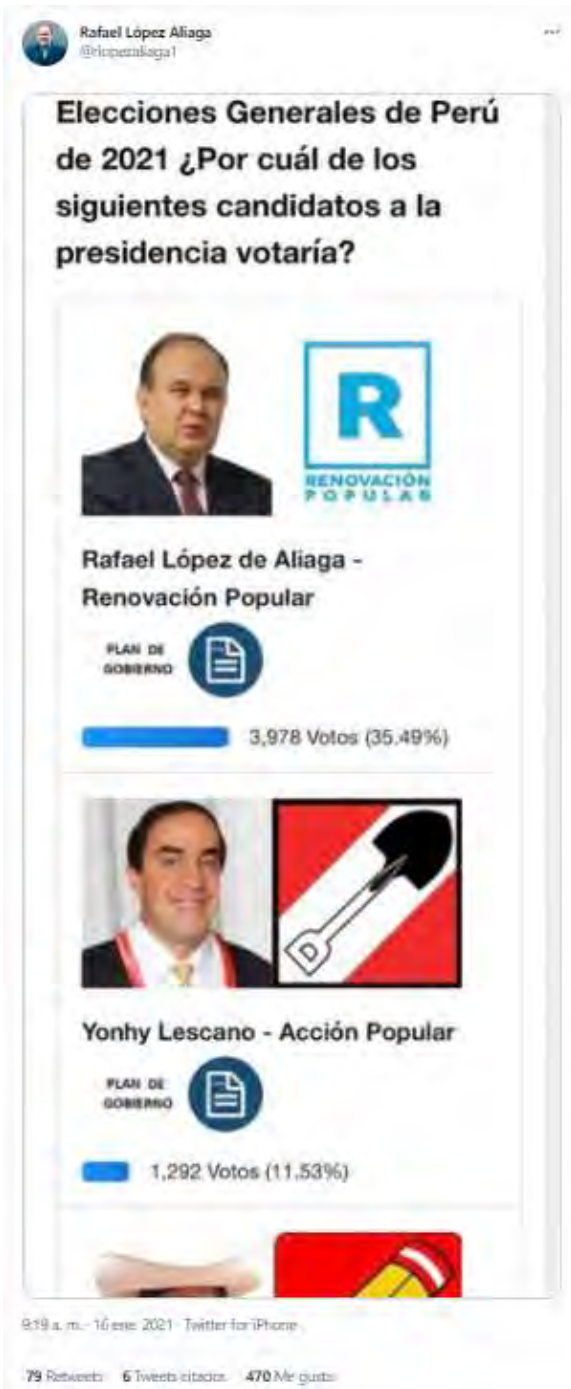 Rafael López Aliaga
@rlopezaliaga1
Elecciones Generales de Perú
de 2021 ¿Por cuál de los
siguientes candidatos a la
presidencia votaría?
R
RENOVACIÓN
POPULAR
Rafael López de Aliaga -
Renovación Popular
PLAN DE
GOBIERNO
3,978 Votos (35.49%)
D
Yonhy Lescano - Acción Popular
PLAN DE
GOBIERNO
1,292 Votos (11.53%)
9:19 a. m. · 16 ene. 2021 · Twitter for iPhone
79 Retweets 6 Tweets citados 470 Me gusta